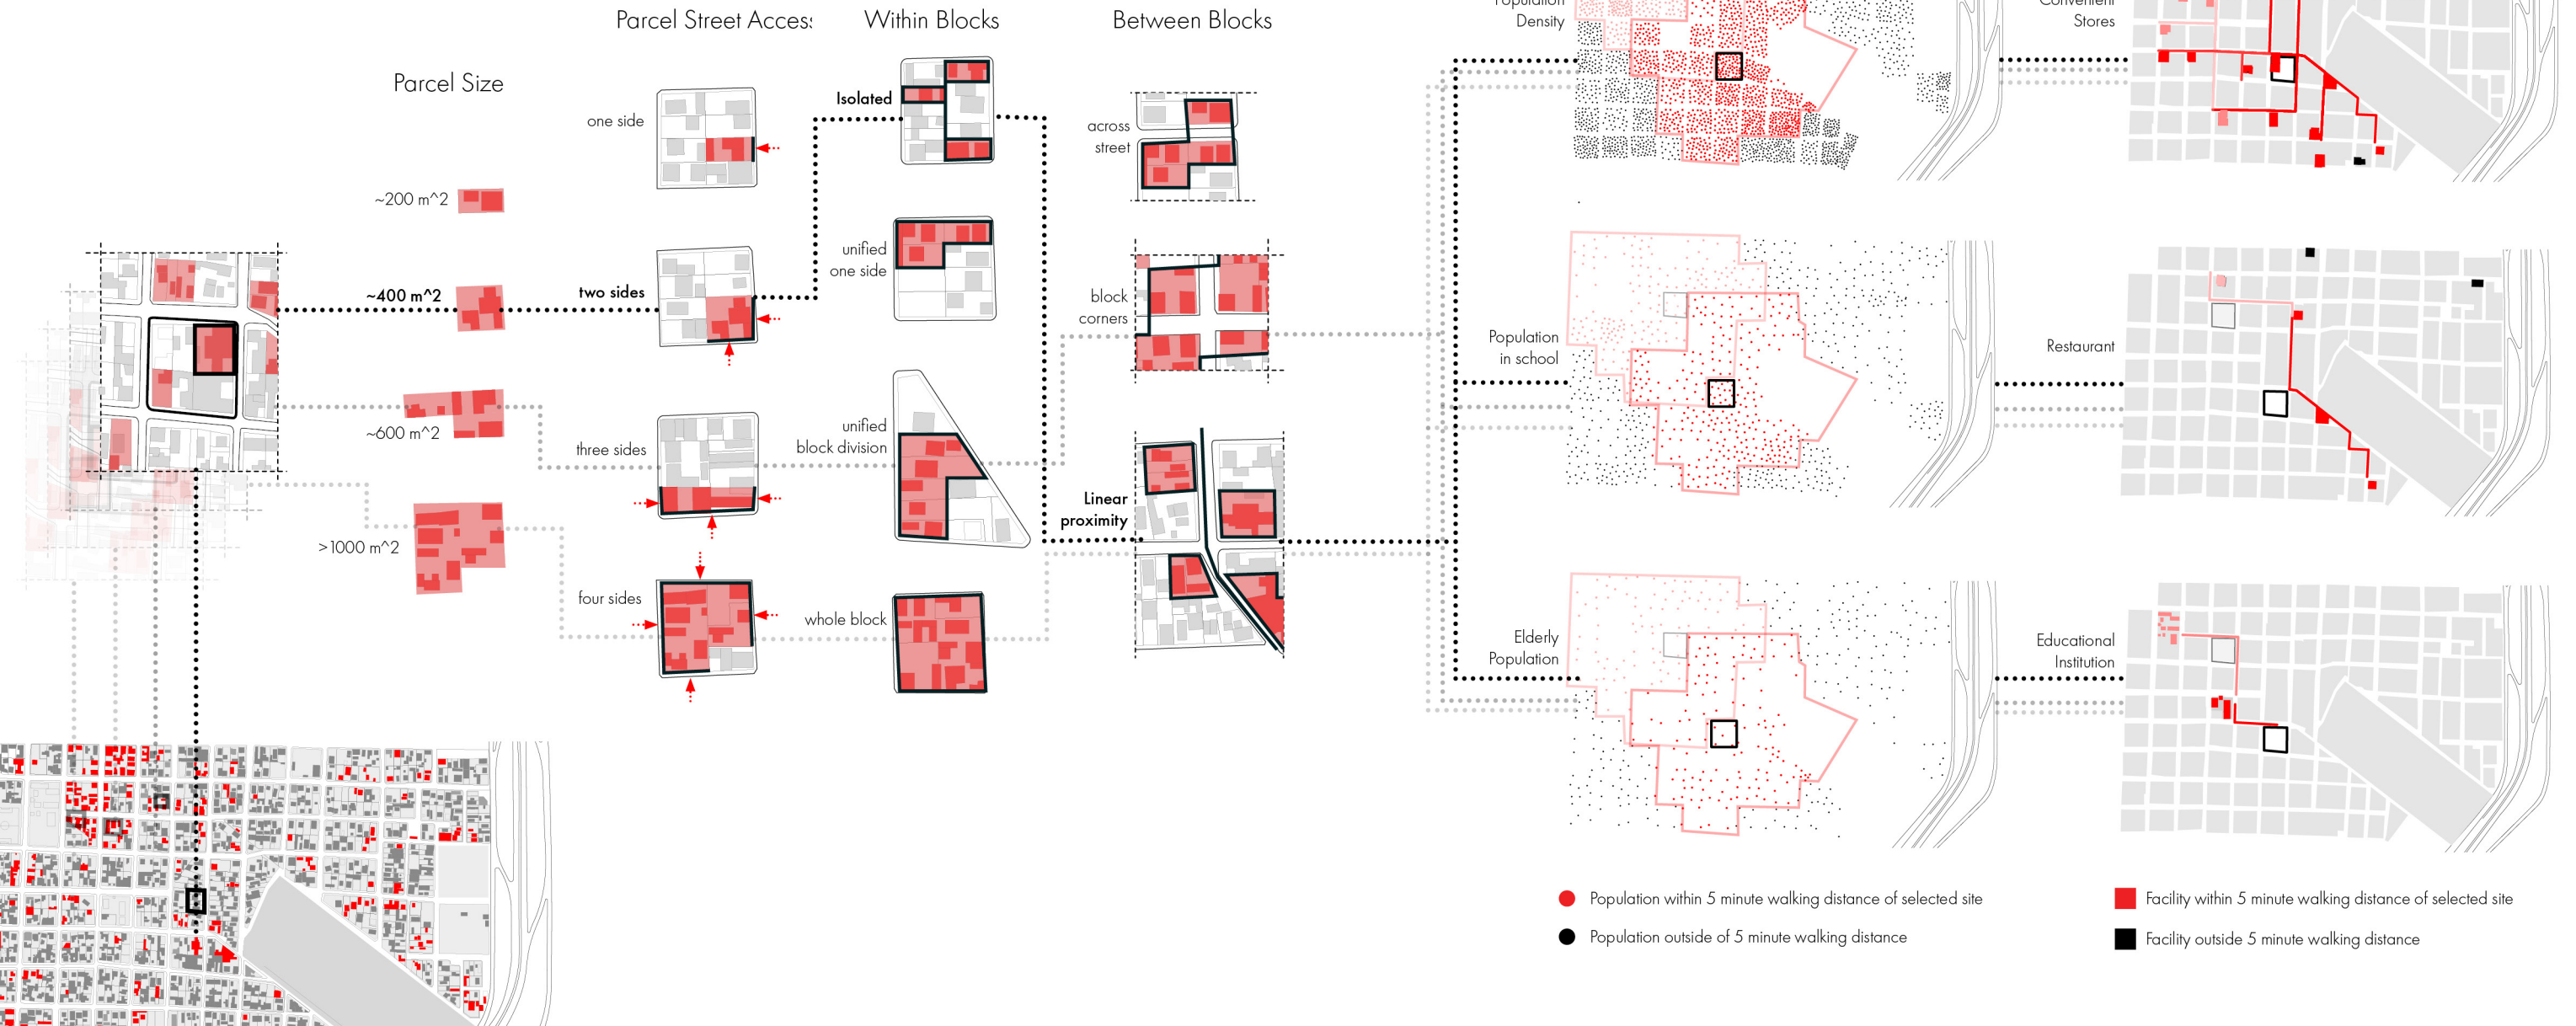 Parcel Size
~200 m^2
~400 m^2
~600 m^2
>1000 m^2
Parcel Street Access
one side
two sides
three sides
four sides
Within Blocks
Isolated
unified
one side
unified
block division
whole block
Between Blocks
across
street
block
corners
Linear
proximity
Population
Density
Population
in school
Elderly
Population
Convenient
Stores
Restaurant
Educational
Institution
Population within 5 minute walking distance of selected site
Population outside of 5 minute walking distance
Facility within 5 minute walking distance of selected site
Facility outside 5 minute walking distance